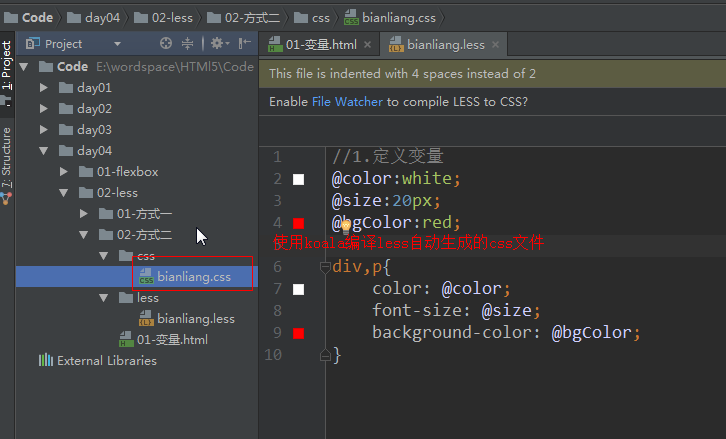 Code day04 02-less 02-方式二 css bianliang.css
1: Project
7: Structure
Project
Code E:\wordspace\HTMl5\Code
day01
day02
day03
day04
01-flexbox
02-less
01-方式一
02-方式二
css
bianliang.css
less
bianliang.less
01-变量.html
External Libraries
01-变量.html bianliang.less
This file is indented with 4 spaces instead of 2
Enable File Watcher to compile LESS to CSS?
1 //1.定义变量
2 @color:white;
3 @size:20px;
4 @bgColor:red;
5 使用koala编译less自动生成的css文件
6 div,p{
7 color: @color;
8 font-size: @size;
9 background-color: @bgColor;
10 }